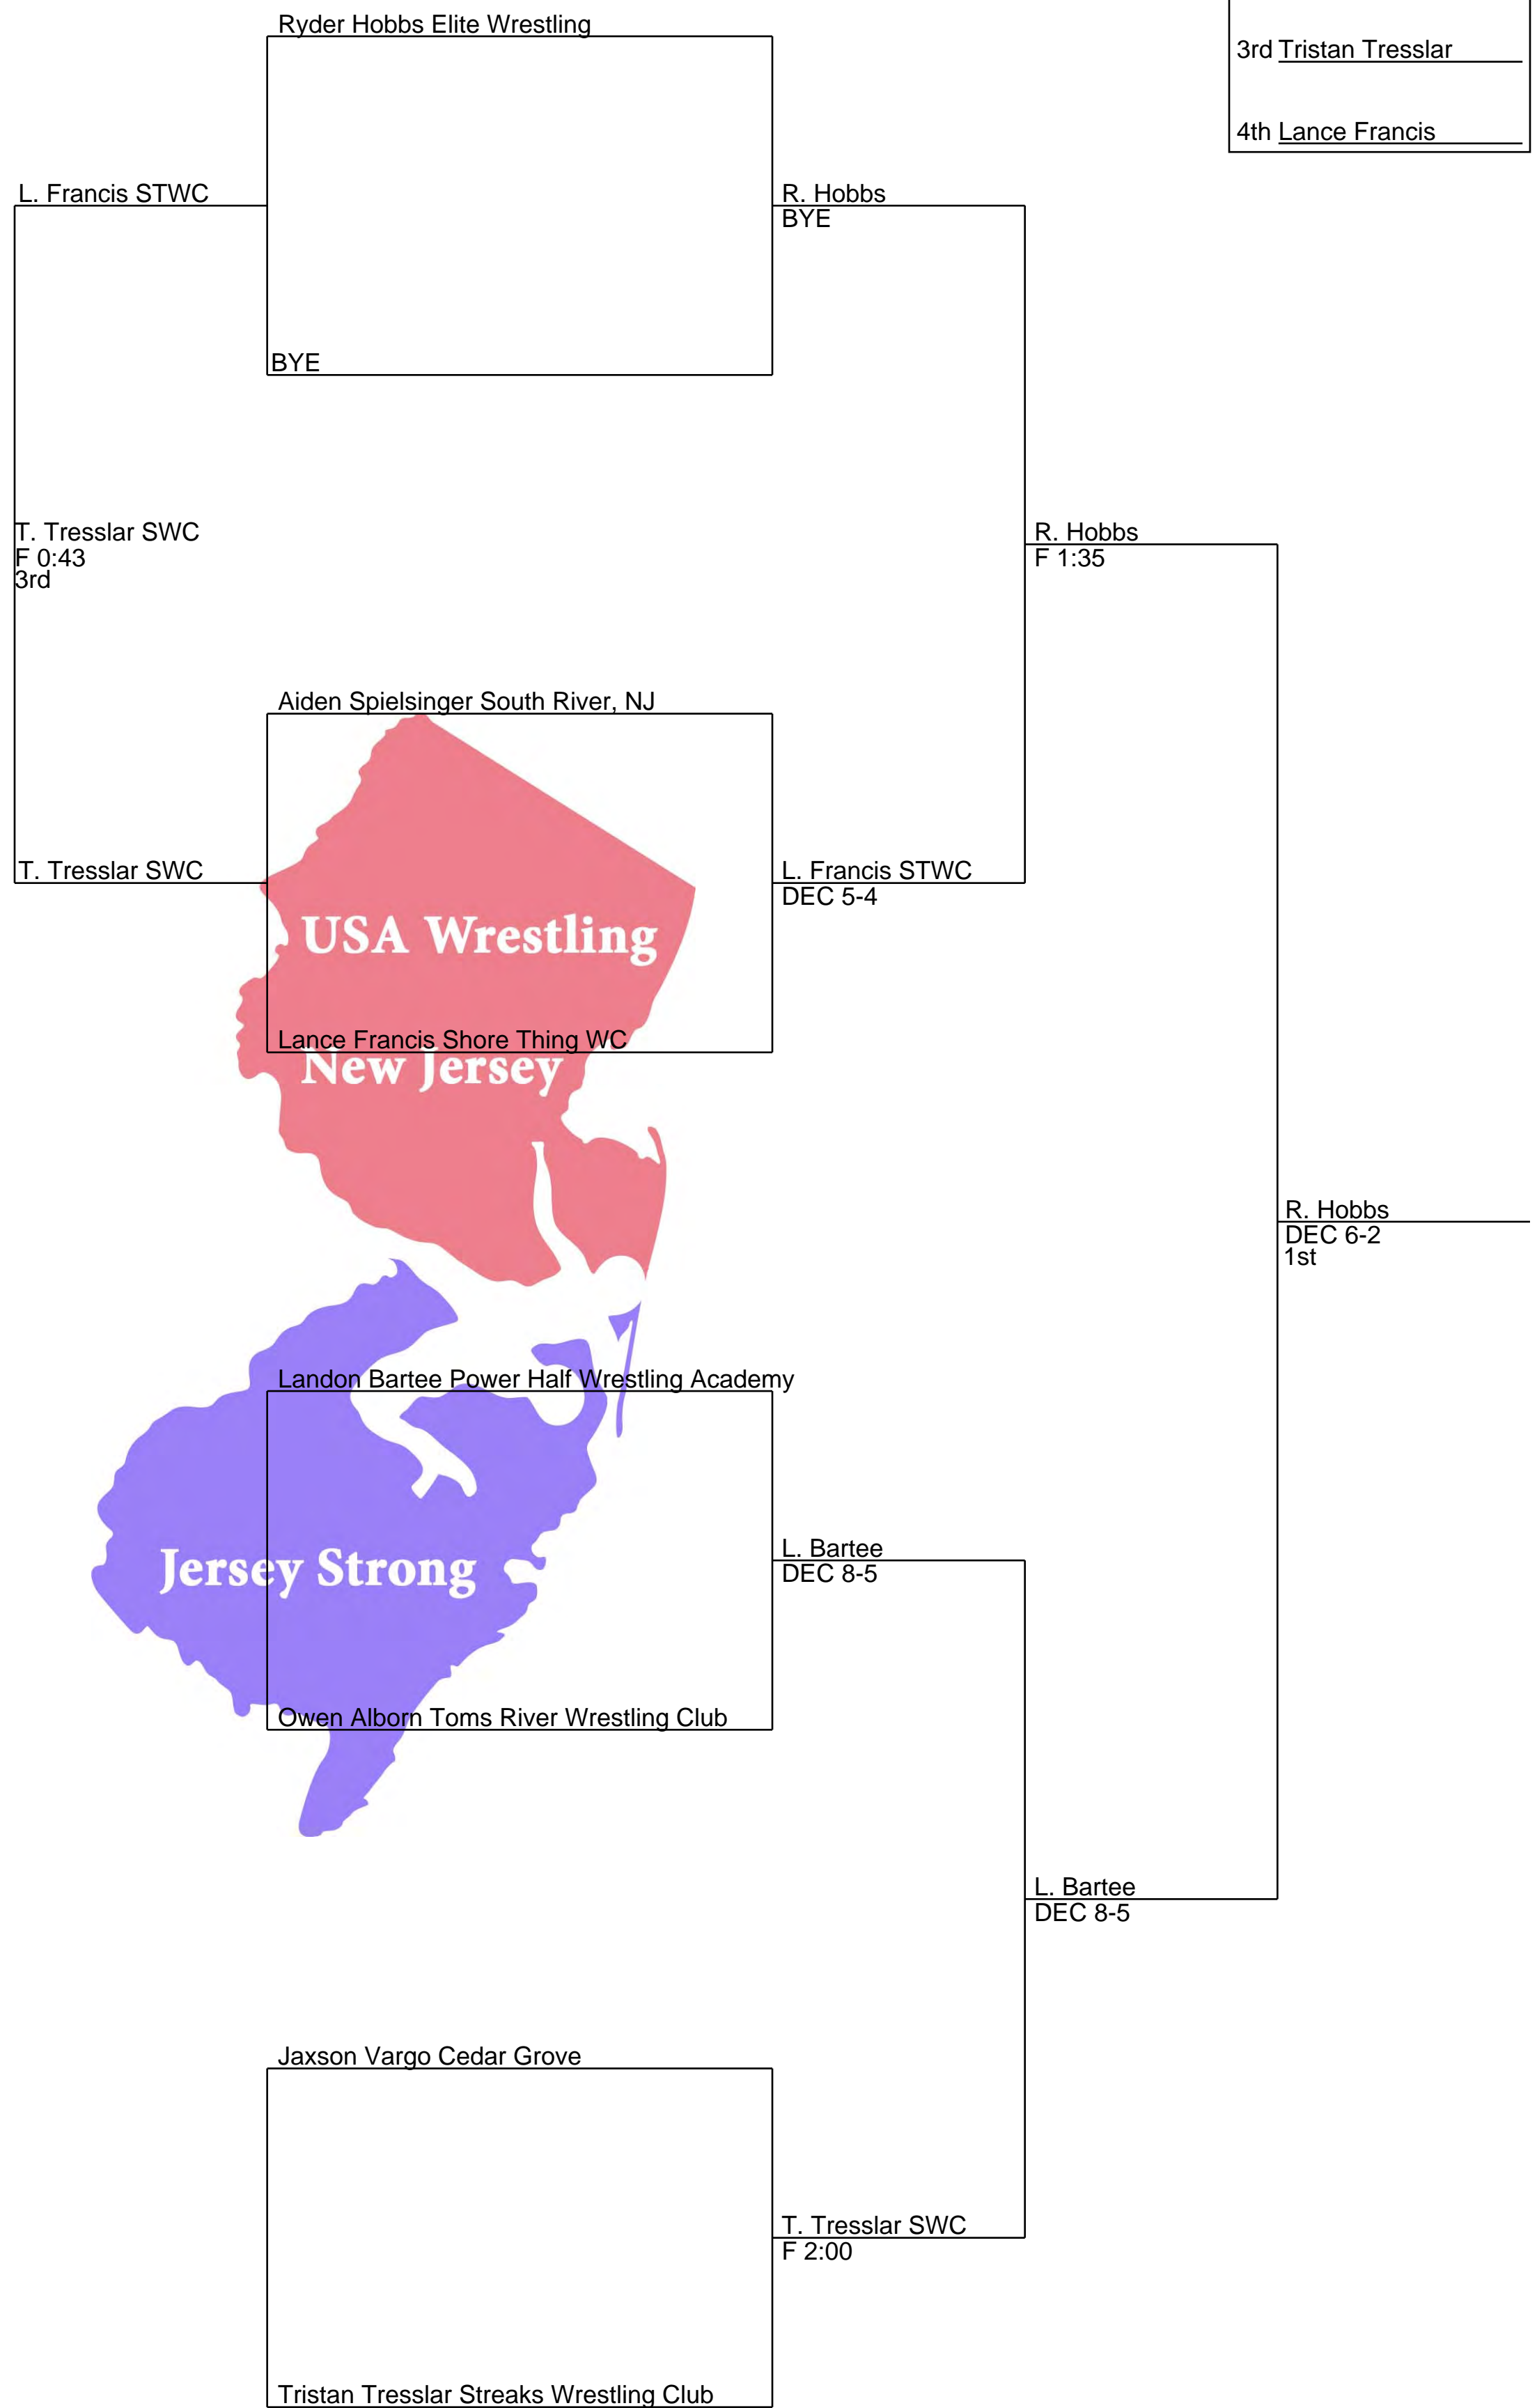 Ryder Hobbs Elite Wrestling
3rd Tristan Tresslar
4th Lance Francis
L. Francis STWC
R. Hobbs
BYE
BYE
T. Tresslar SWC
F 0:43
3rd
R. Hobbs
F 1:35
Aiden Spielsinger South River, NJ
T. Tresslar SWC
L. Francis STWC
DEC 5-4
USA Wrestling
Lance Francis Shore Thing WC
New Jersey
R. Hobbs
DEC 6-2
1st
Landon Bartee Power Half Wrestling Academy
L. Bartee
DEC 8-5
Jersey Strong
Owen Alborn Toms River Wrestling Club
L. Bartee
DEC 8-5
Jaxson Vargo Cedar Grove
T. Tresslar SWC
F 2:00
Tristan Tresslar Streaks Wrestling Club